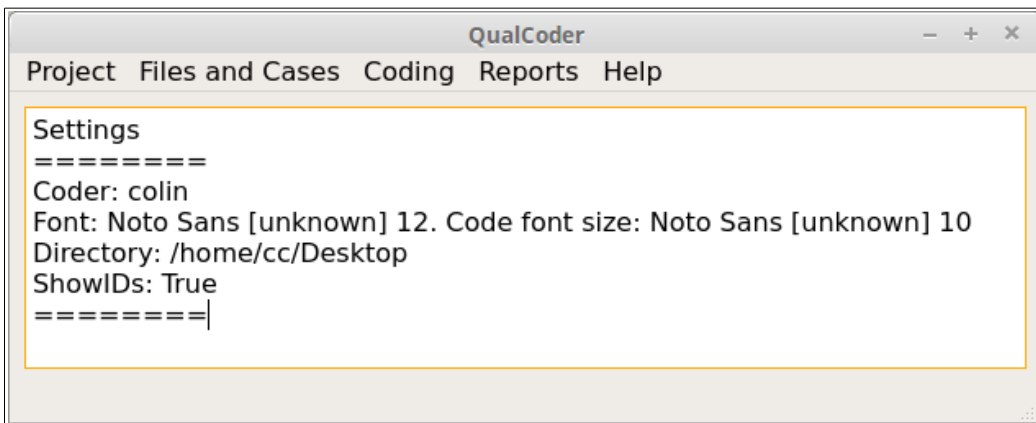 QualCoder
Project Files and Cases Coding Reports Help
Settings
========
Coder: colin
Font: Noto Sans [unknown] 12. Code font size: Noto Sans [unknown] 10
Directory: /home/cc/Desktop
ShowIDs: True
========